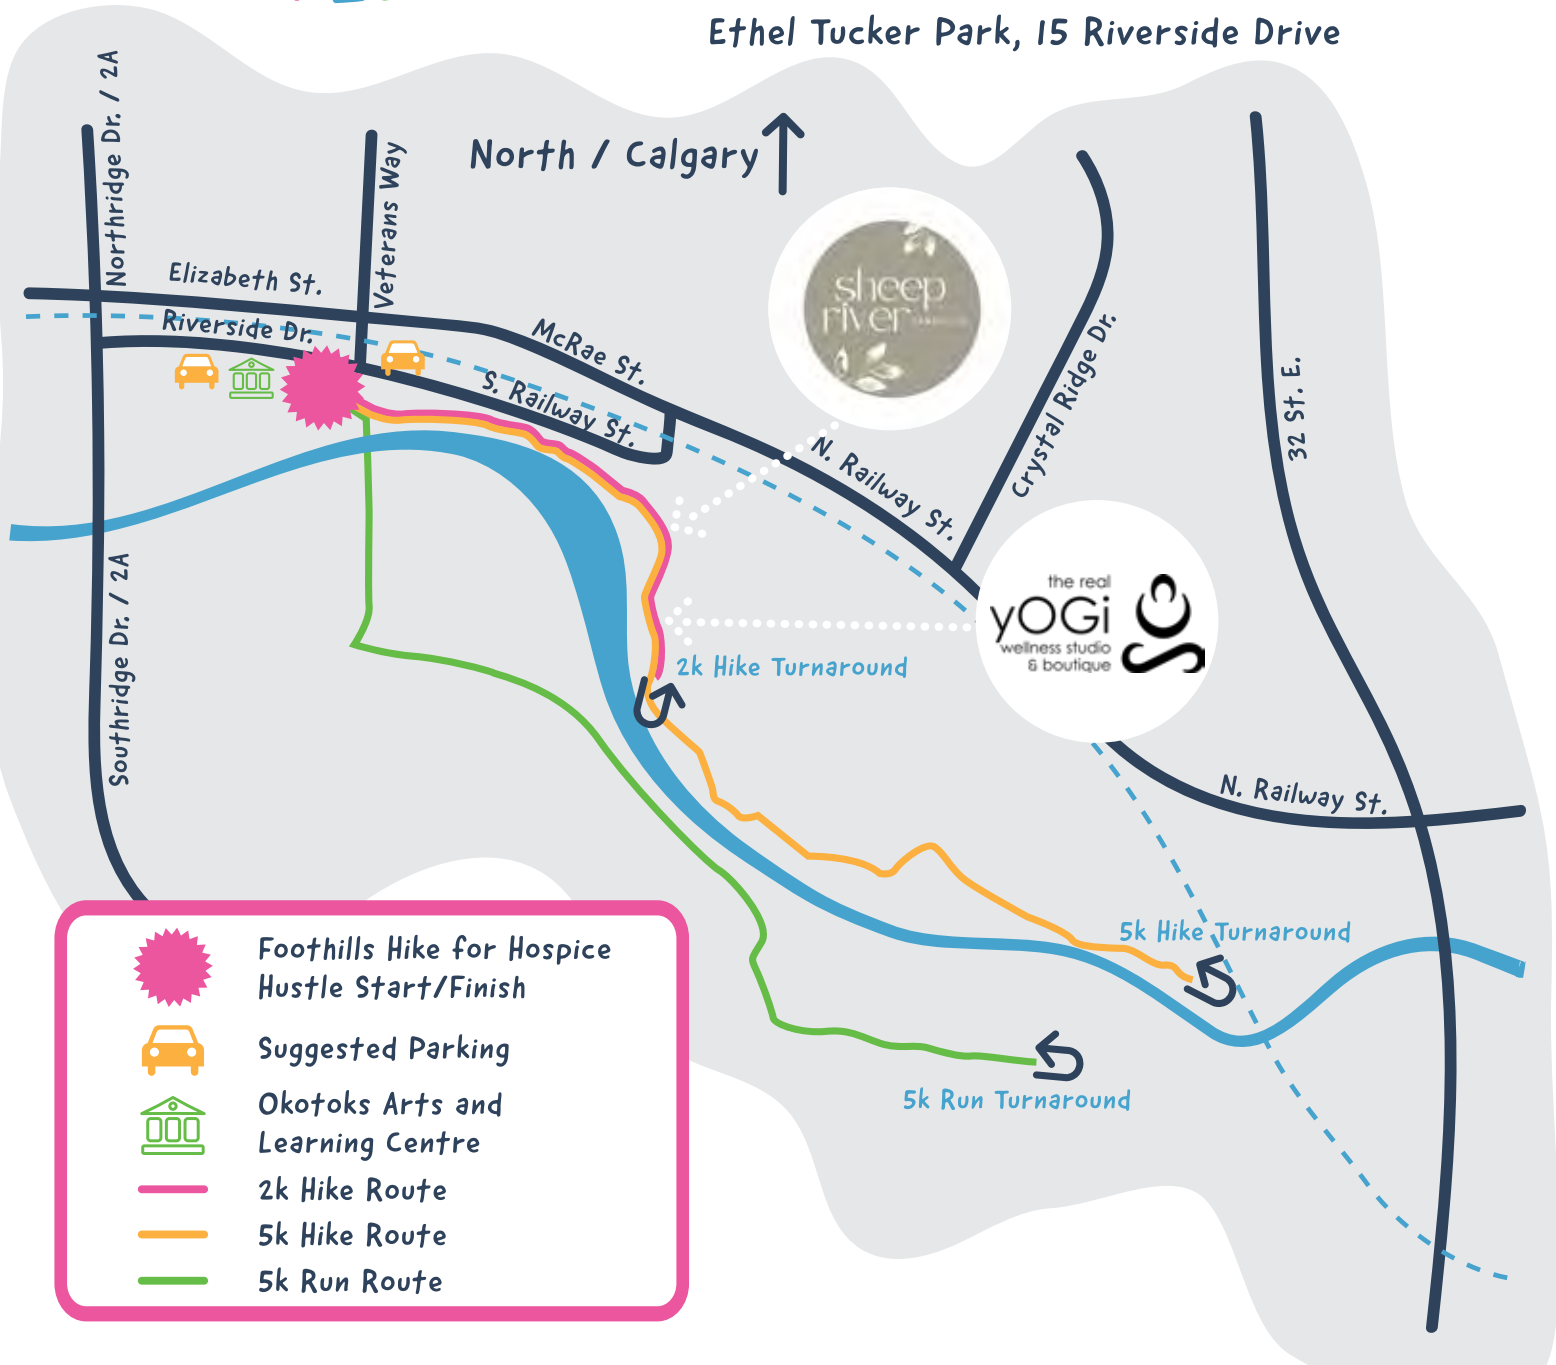 Ethel Tucker Park, 15 Riverside Drive
Northridge Dr. / 2A
Veterans Way
North / Calgary
Elizabeth St.
Riverside Dr.
McRae St.
S. Railway St.
sheep
river
N. Railway St.
Crystal Ridge Dr.
32 St. E.
the real
yOGi
wellness studio
& boutique
Southridge Dr. / 2A
2k Hike Turnaround
N. Railway St.
5k Hike Turnaround
5k Run Turnaround
Foothills Hike for Hospice
Hustle Start/Finish
Suggested Parking
Okotoks Arts and
Learning Centre
2k Hike Route
5k Hike Route
5k Run Route